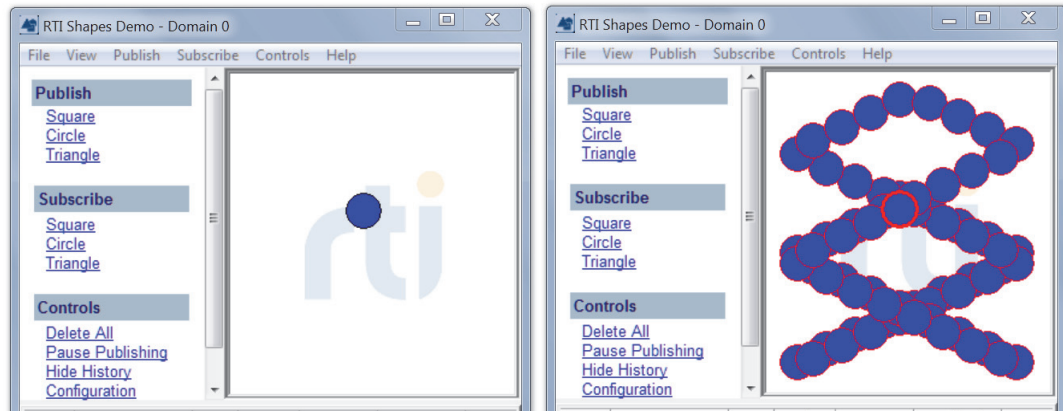 RTI Shapes Demo - Domain 0
File View Publish Subscribe Controls Help
Publish
Square
Circle
Triangle
Subscribe
Square
Circle
Triangle
Controls
Delete All
Pause Publishing
Hide History
Configuration
rti
RTI Shapes Demo - Domain 0
File View Publish Subscribe Controls Help
Publish
Square
Circle
Triangle
Subscribe
Square
Circle
Triangle
Controls
Delete All
Pause Publishing
Hide History
Configuration